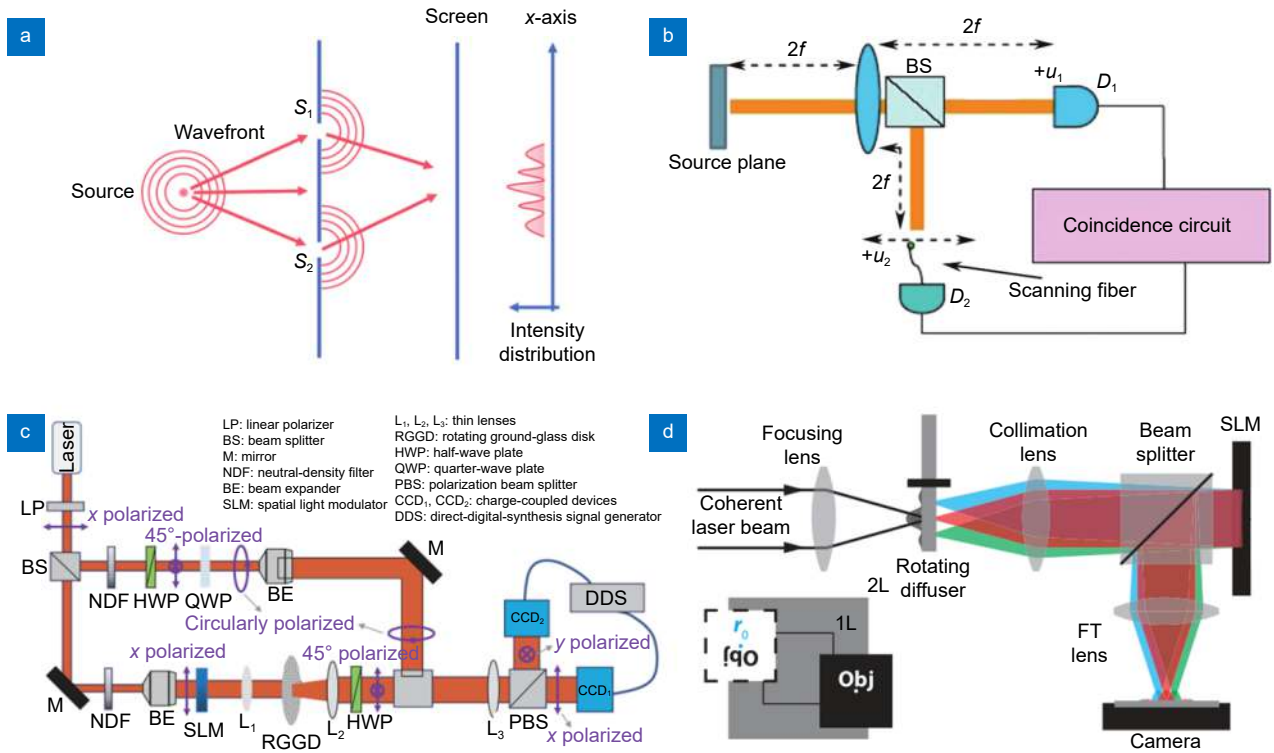 a
Screen
x-axis
S1
Wavefront
Source
S2
Intensity
distribution
b
2f
2f
BS
+u1
D1
Source plane
2f
Coincidence circuit
+u2
Scanning fiber
D2
c
Laser
LP: linear polarizer
BS: beam splitter
M: mirror
NDF: neutral-density filter
BE: beam expander
SLM: spatial light modulator
L1, L2, L3: thin lenses
RGGD: rotating ground-glass disk
HWP: half-wave plate
QWP: quarter-wave plate
PBS: polarization beam splitter
CCD1, CCD2: charge-coupled devices
DDS: direct-digital-synthesis signal generator
LP
x polarized
45°-polarized
M
BS
NDF
HWP
QWP
BE
Circularly polarized
CCD2
DDS
y polarized
x polarized
45° polarized
CCD1
M
NDF
BE
SLM
L1
RGGD
L2
HWP
L3
PBS
x polarized
d
Focusing
lens
Collimation
lens
Beam
splitter
SLM
Coherent
laser beam
Rotating
diffuser
2L
1L
r0
Obj
Obj
FT
lens
Camera